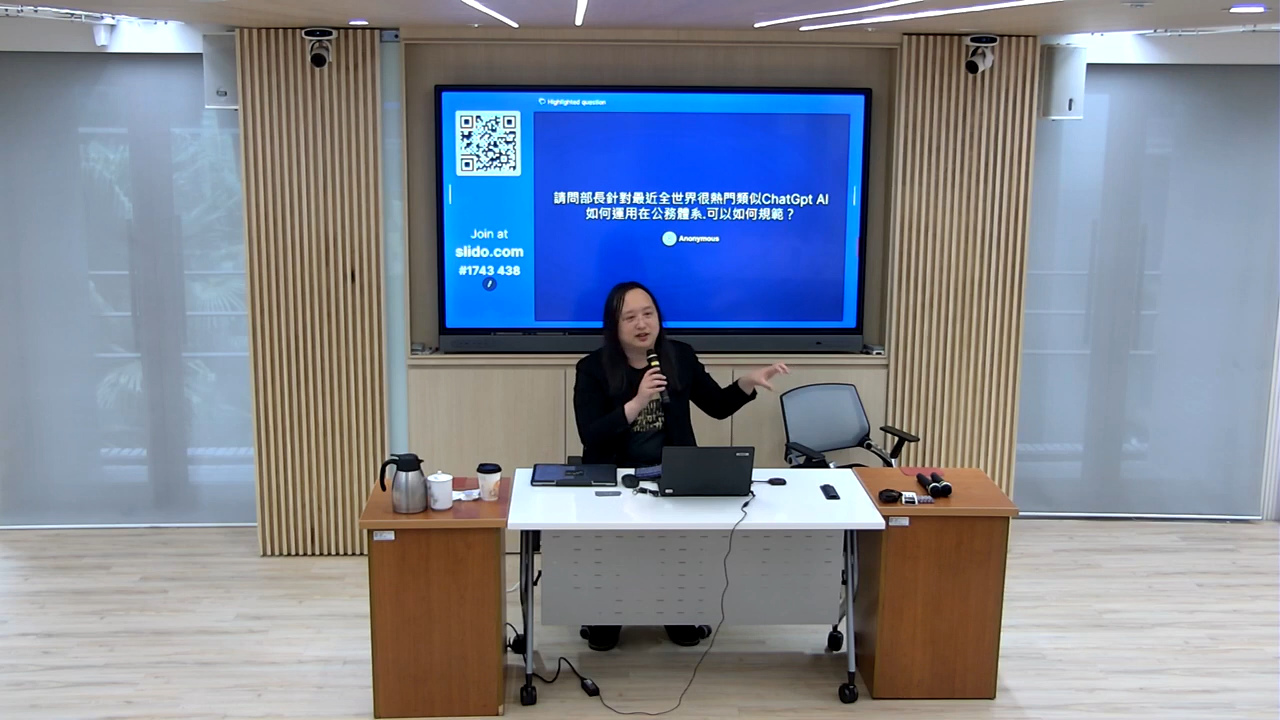 Highlighted question
請問部長針對最近全世界很熱門類似ChatGpt AI
如何運用在公務體系,可以如何規範？
Anonymous
Join at
slido.com
#1743 438